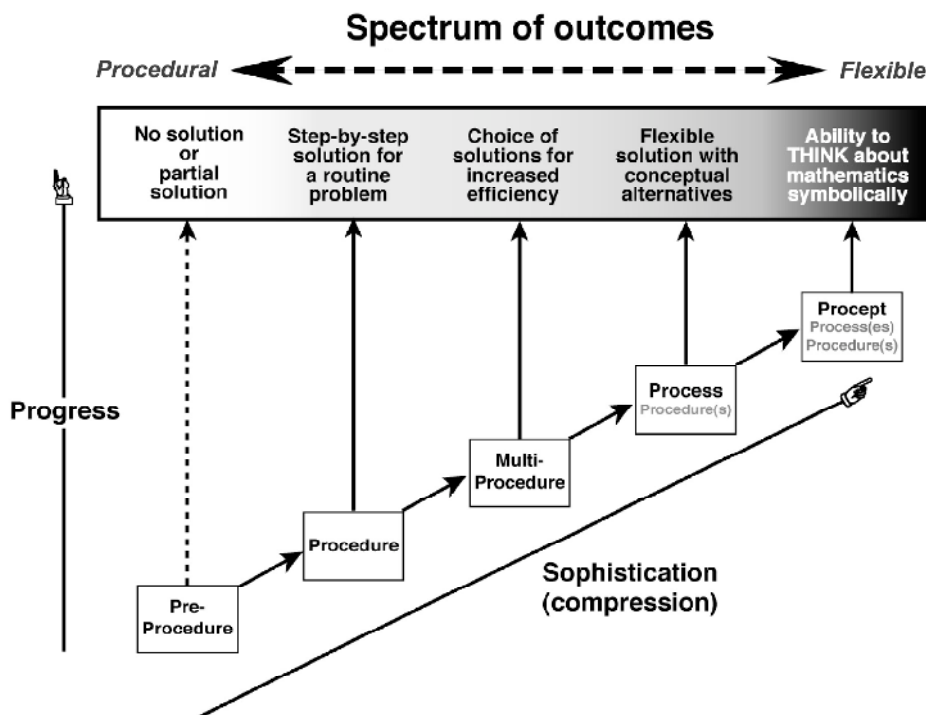 Spectrum of outcomes
Procedural
Flexible
No solution
or
partial
solution
Step-by-step
solution for
a routine
problem
Choice of
solutions for
increased
efficiency
Flexible
solution with
conceptual
alternatives
Ability to
THINK about
mathematics
symbolically
Procept
Process(es)
Procedure(s)
Process
Procedure(s)
Progress
Multi-
Procedure
Procedure
Sophistication
(compression)
Pre-
Procedure